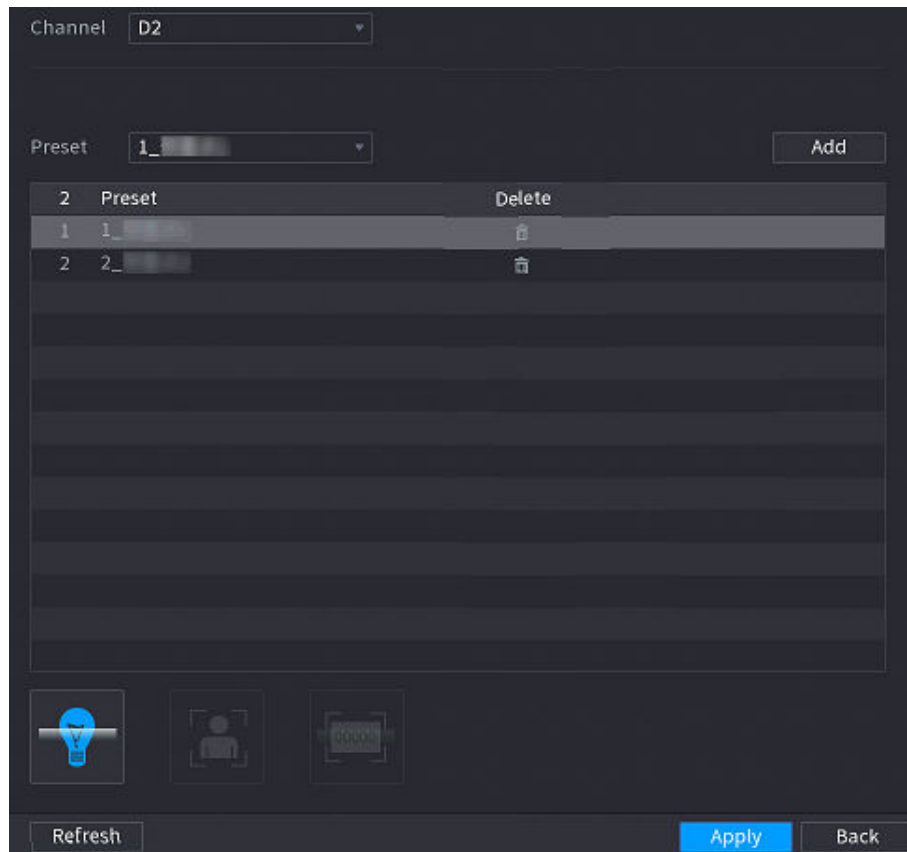 Channel D2
Preset 1_
Add
2 Preset Delete
1 1_
2 2_
Refresh Apply Back